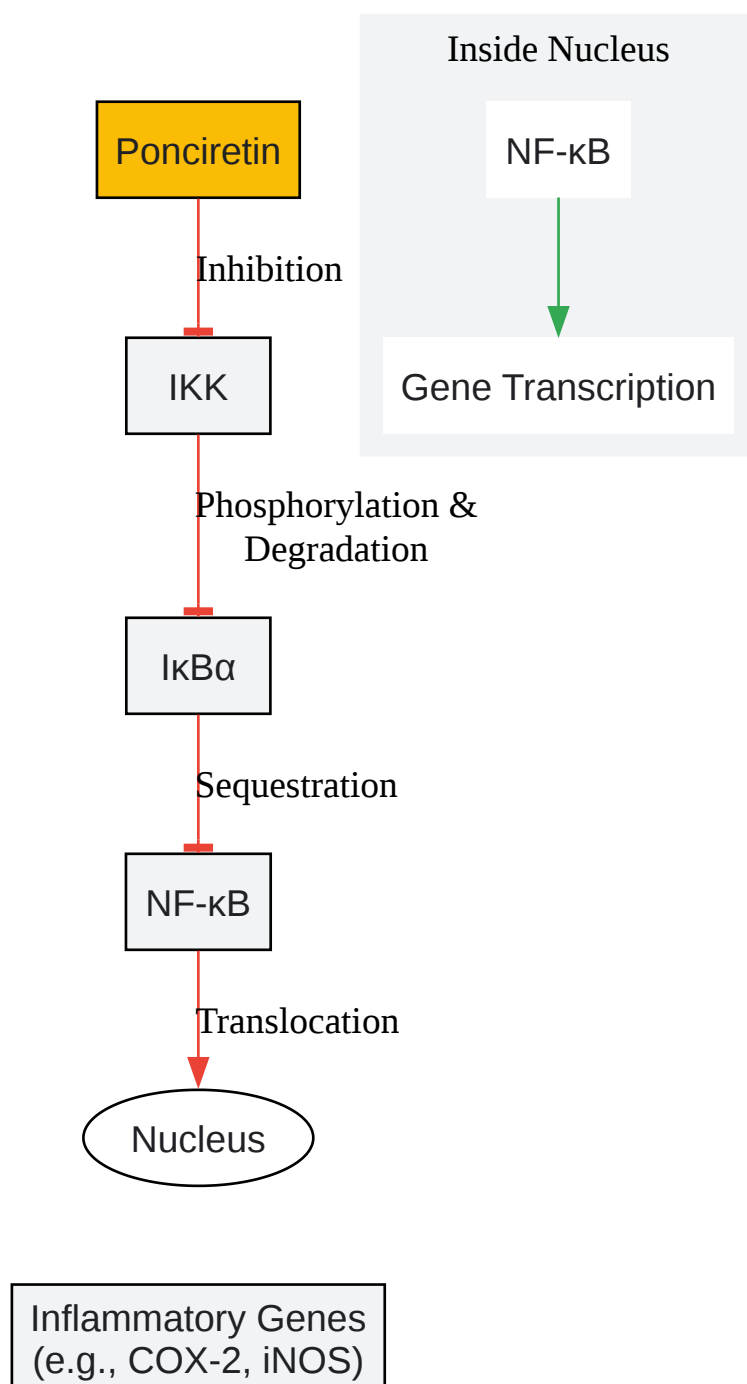 Ponciretin
Inhibition
IKK
Phosphorylation &
Degradation
IκBα
Sequestration
NF-κB
Translocation
Nucleus
Inflammatory Genes
(e.g., COX-2, iNOS)
Inside Nucleus
NF-κB
Gene Transcription